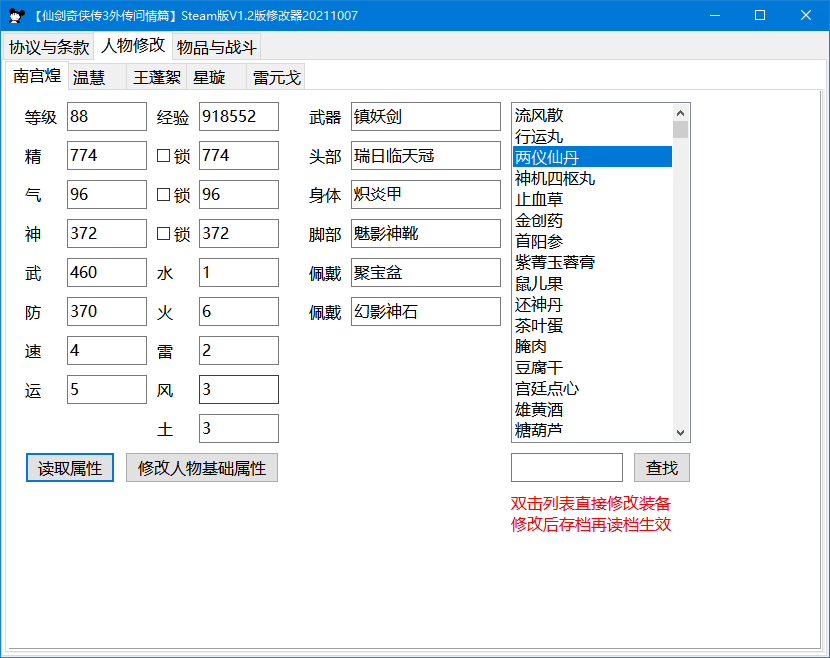 【仙剑奇侠传3外传问情篇】Steam版V1.2版修改器20211007
协议与条款 人物修改 物品与战斗
南宫煌 温慧 王蓬絮 星璇 雷元戈
等级 88 经验 918552 武器 镇妖剑
精 774 锁 774 头部 瑞日临天冠
气 96 锁 96 身体 炽炎甲
神 372 锁 372 脚部 魅影神靴
武 460 水 1 佩戴 聚宝盆
防 370 火 6 佩戴 幻影神石
速 4 雷 2
运 5 风 3
土 3
读取属性 修改人物基础属性
流风散
行运丸
两仪仙丹
神机四枢丸
止血草
金创药
首阳参
紫菁玉蓉膏
鼠儿果
还神丹
茶叶蛋
腌肉
豆腐干
宫廷点心
雄黄酒
糖葫芦
查找
双击列表直接修改装备
修改后存档再读档生效